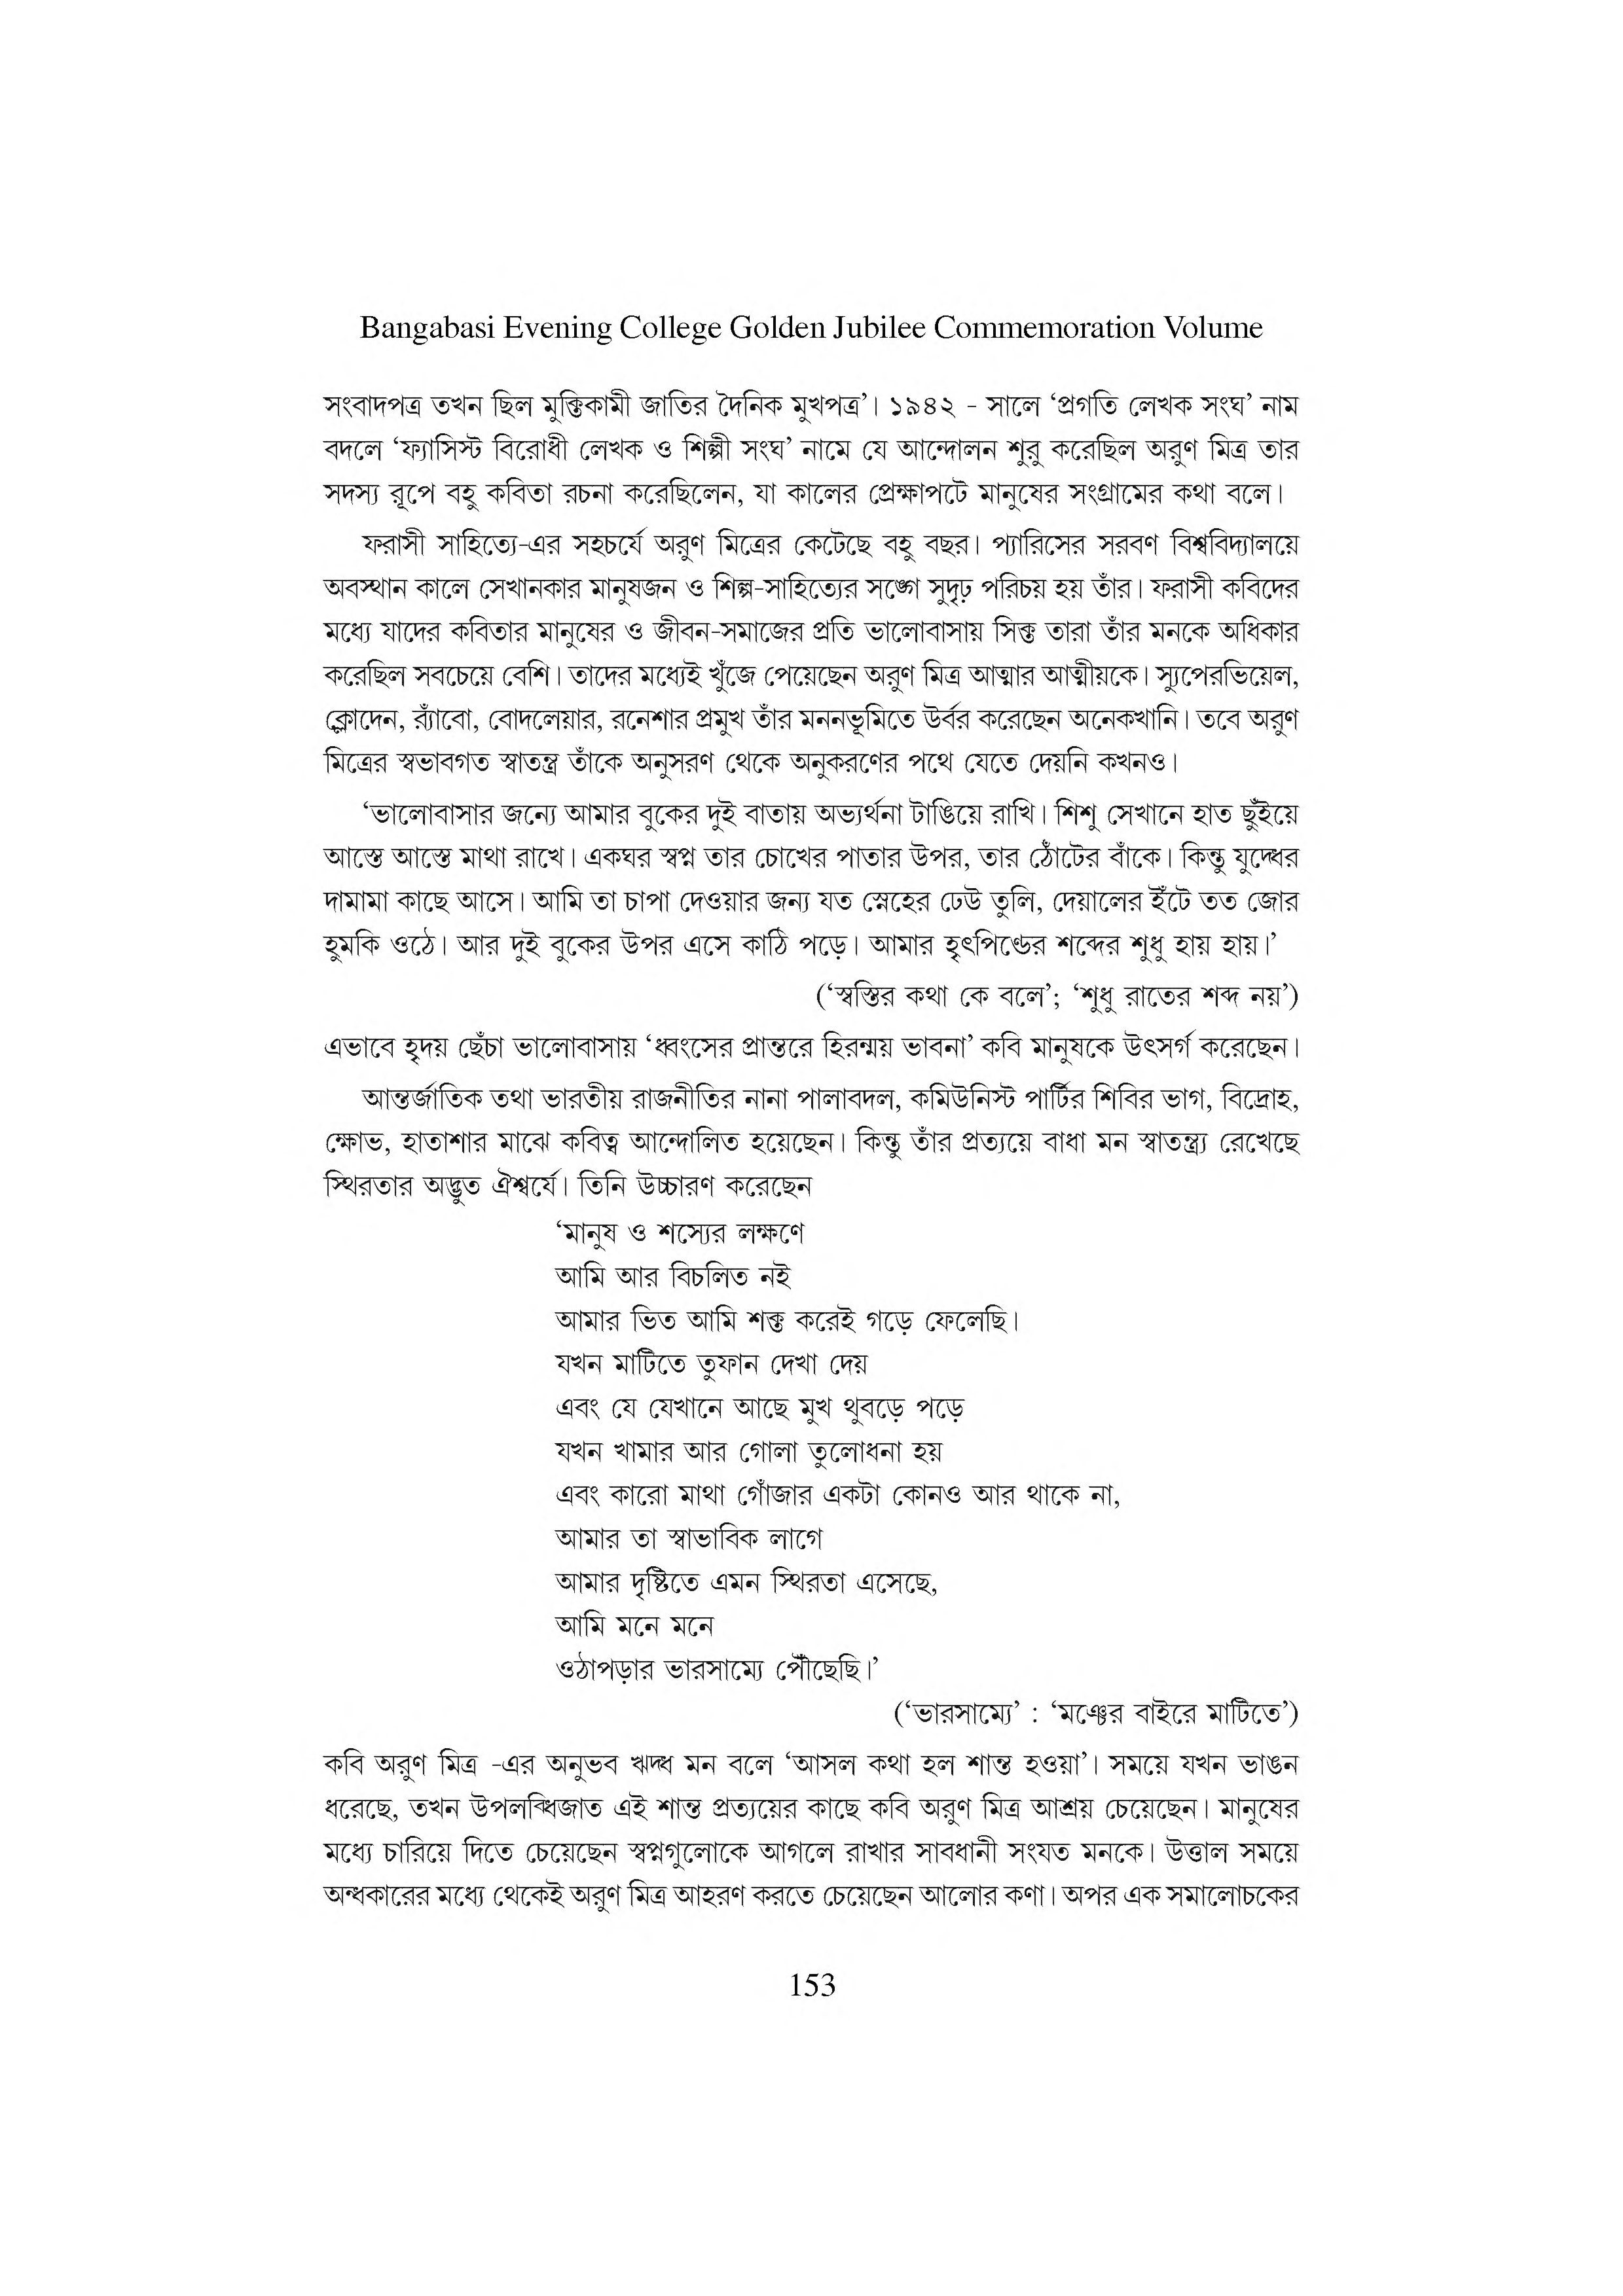 Bangabasi Evening College Golden Jubilee Commemoration Volume
সংবাদপত্র তখন ছিল মুক্তিকামী জাতির দৈনিক মুখপত্র’। ১৯৪২ - সালে ‘প্রগতি লেখক সংঘ’ নাম
বদলে ‘ফ্যাসিস্ট বিরোধী লেখক ও শিল্পী সংঘ’ নামে যে আন্দোলন শুরু করেছিল অরুণ মিত্র তার
সদস্য রূপে বহু কবিতা রচনা করেছিলেন, যা কালের প্রেক্ষাপটে মানুষের সংগ্রামের কথা বলে।
ফরাসী সাহিত্যে-এর সহচর্যে অরুণ মিত্রের কেটেছে বহু বছর। প্যারিসের সরবণ বিশ্ববিদ্যালয়ে
অবস্থান কালে সেখানকার মানুষজন ও শিল্প-সাহিত্যের সঙ্গে সুদৃঢ় পরিচয় হয় তাঁর। ফরাসী কবিদের
মধ্যে যাদের কবিতার মানুষের ও জীবন-সমাজের প্রতি ভালোবাসায় সিক্ত তারা তাঁর মনকে অধিকার
করেছিল সবচেয়ে বেশি। তাদের মধ্যেই খুঁজে পেয়েছেন অরুণ মিত্র আত্মার আত্মীয়কে। স্যুপেরভিয়েল,
ক্লোদেন, র‍্যাঁবো, বোদলেয়ার, রনেশার প্রমুখ তাঁর মননভূমিতে উর্বর করেছেন অনেকখানি। তবে অরুণ
মিত্রের স্বভাবগত স্বাতন্ত্র তাঁকে অনুসরণ থেকে অনুকরণের পথে যেতে দেয়নি কখনও।
‘ভালোবাসার জন্যে আমার বুকের দুই বাতায় অভ্যর্থনা টাঙিয়ে রাখি। শিশু সেখানে হাত ছুঁইয়ে
আস্তে আস্তে মাথা রাখে। একঘর স্বপ্ন তার চোখের পাতার উপর, তার ঠোঁটের বাঁকে। কিন্তু যুদ্ধের
দামামা কাছে আসে। আমি তা চাপা দেওয়ার জন্য যত স্নেহের ঢেউ তুলি, দেয়ালের ইঁটে তত জোর
হুমকি ওঠে। আর দুই বুকের উপর এসে কাঠি পড়ে। আমার হৃৎপিণ্ডের শব্দের শুধু হায় হায়।’
(‘স্বস্তির কথা কে বলে’; ‘শুধু রাতের শব্দ নয়’)
এভাবে হৃদয় ছেঁচা ভালোবাসায় ‘ধ্বংসের প্রান্তরে হিরন্ময় ভাবনা’ কবি মানুষকে উৎসর্গ করেছেন।
আন্তর্জাতিক তথা ভারতীয় রাজনীতির নানা পালাবদল, কমিউনিস্ট পার্টির শিবির ভাগ, বিদ্রোহ,
ক্ষোভ, হাতাশার মাঝে কবিত্ব আন্দোলিত হয়েছেন। কিন্তু তাঁর প্রত্যয়ে বাধা মন স্বাতন্ত্র্য রেখেছে
স্থিরতার অদ্ভুত ঐশ্বর্যে। তিনি উচ্চারণ করেছেন
‘মানুষ ও শস্যের লক্ষণে
আমি আর বিচলিত নই
আমার ভিত আমি শক্ত করেই গড়ে ফেলেছি।
যখন মাটিতে তুফান দেখা দেয়
এবং যে যেখানে আছে মুখ থুবড়ে পড়ে
যখন খামার আর গোলা তুলোধনা হয়
এবং কারো মাথা গোঁজার একটা কোনও আর থাকে না,
আমার তা স্বাভাবিক লাগে
আমার দৃষ্টিতে এমন স্থিরতা এসেছে,
আমি মনে মনে
ওঠাপড়ার ভারসাম্যে পৌঁছেছি।’
(‘ভারসাম্যে’ : ‘মঞ্চের বাইরে মাটিতে’)
কবি অরুণ মিত্র -এর অনুভব ঋদ্ধ মন বলে ‘আসল কথা হল শান্ত হওয়া’। সময়ে যখন ভাঙন
ধরেছে, তখন উপলব্ধিজাত এই শান্ত প্রত্যয়ের কাছে কবি অরুণ মিত্র আশ্রয় চেয়েছেন। মানুষের
মধ্যে চারিয়ে দিতে চেয়েছেন স্বপ্নগুলোকে আগলে রাখার সাবধানী সংযত মনকে। উত্তাল সময়ে
অন্ধকারের মধ্যে থেকেই অরুণ মিত্র আহরণ করতে চেয়েছেন আলোর কণা। অপর এক সমালোচকের
153